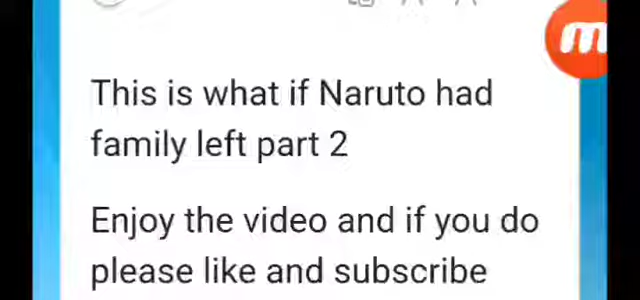 This is what if Naruto had
family left part 2
Enjoy the video and if you do
please like and subscribe